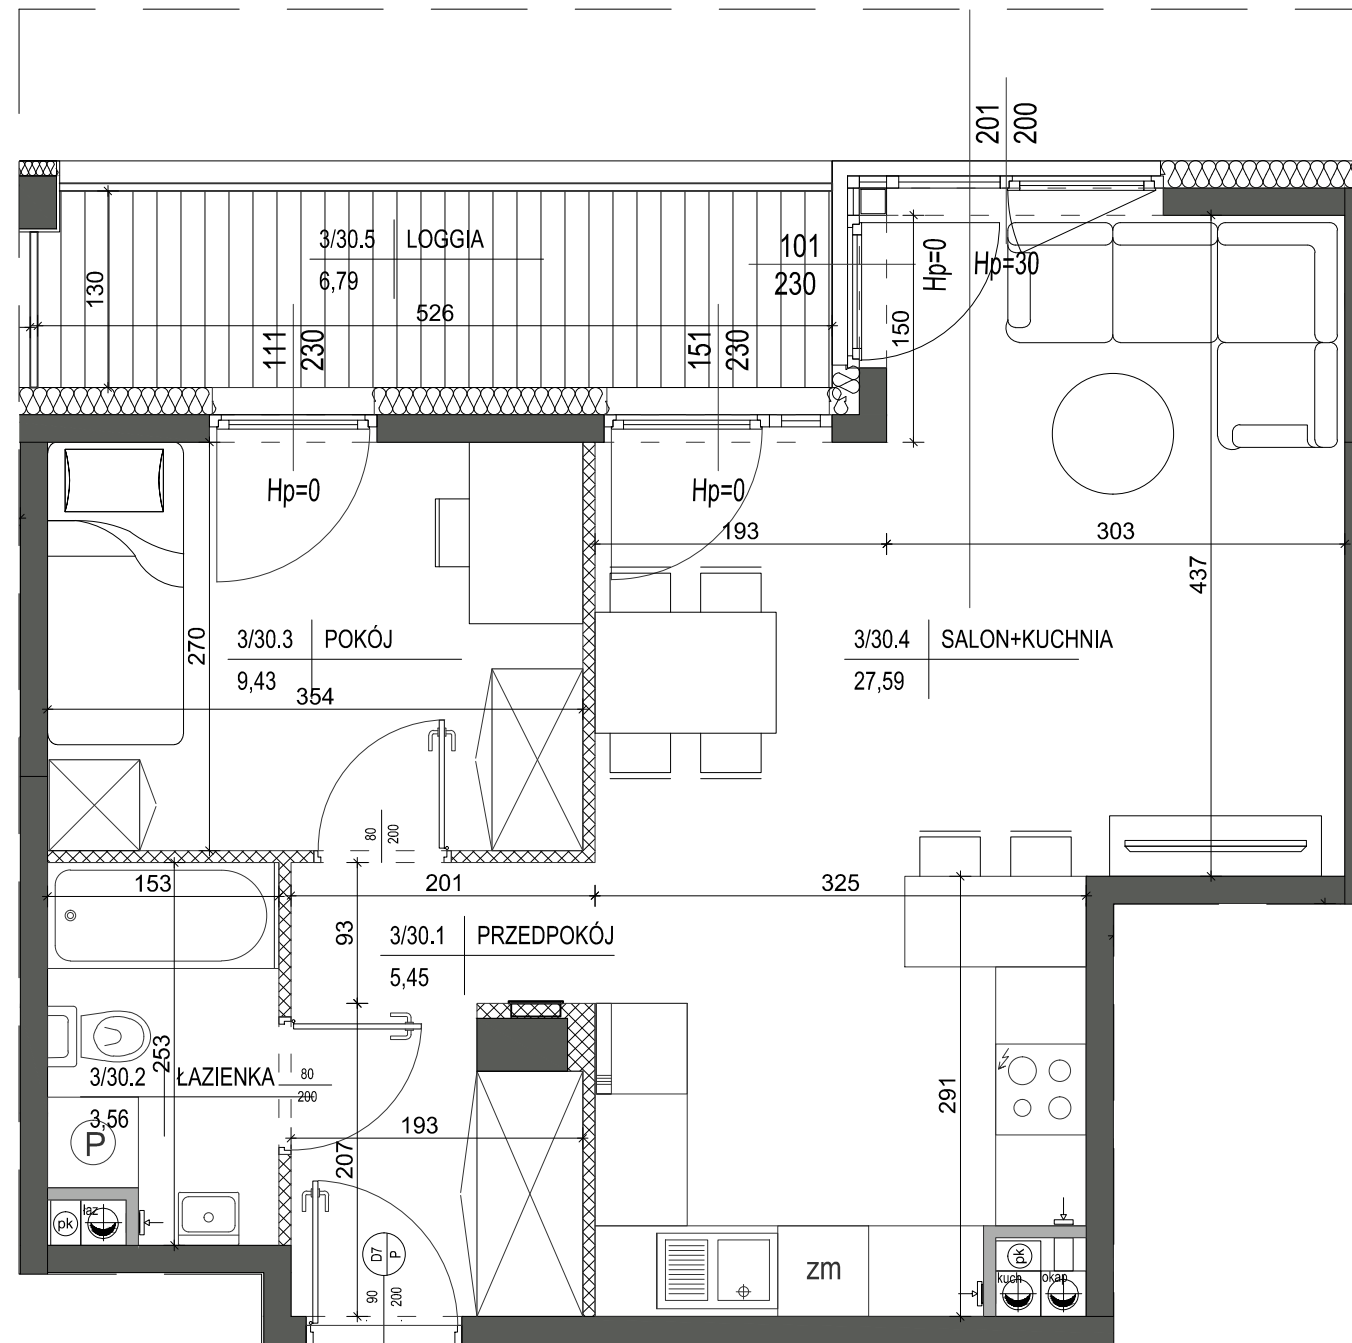 201
200
3/30.5 LOGGIA
6,79
101
230
Hp=0
Hp=30
130
526
150
111
230
151
230
Hp=0
Hp=0
193
303
437
270
3/30.3 POKÓJ
9,43
354
3/30.4 SALON+KUCHNIA
27,59
80
200
153
201
325
93
3/30.1 PRZEDPOKÓJ
5,45
253
3/30.2 ŁAZIENKA
3,56
80
200
P
193
207
291
pk
łaz
D7
P
90
200
zm
pk
kuch
okap